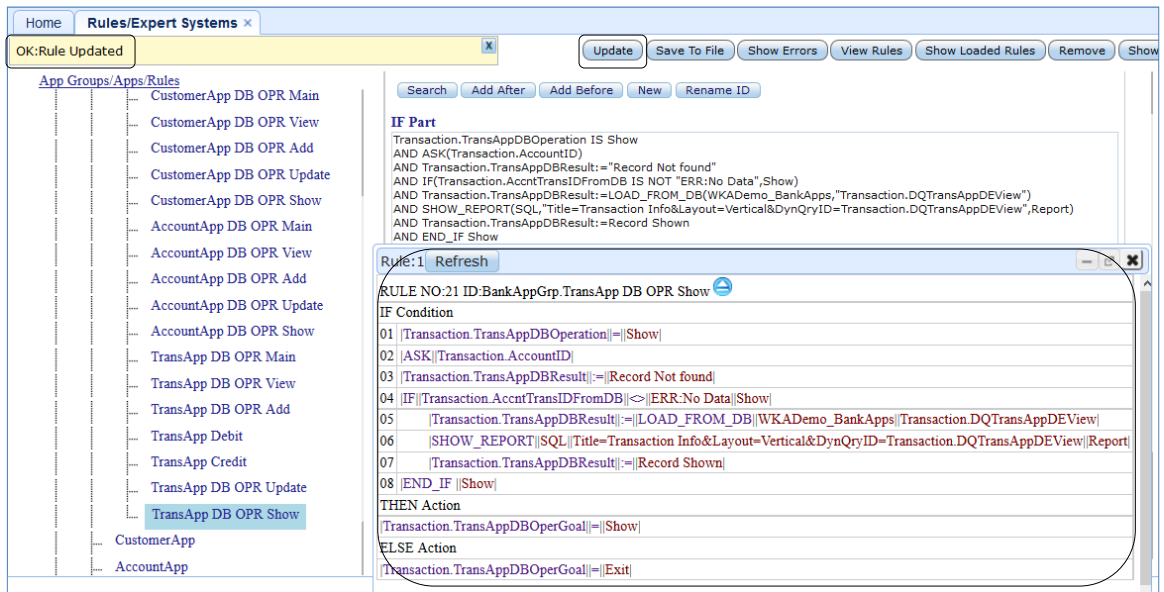 Home Rules/Expert Systems ×
OK:Rule Updated X Update Save To File Show Errors View Rules Show Loaded Rules Remove Show
App Groups/Apps/Rules
CustomerApp DB OPR Main
CustomerApp DB OPR View
CustomerApp DB OPR Add
CustomerApp DB OPR Update
CustomerApp DB OPR Show
AccountApp DB OPR Main
AccountApp DB OPR View
AccountApp DB OPR Add
AccountApp DB OPR Update
AccountApp DB OPR Show
TransApp DB OPR Main
TransApp DB OPR View
TransApp DB OPR Add
TransApp Debit
TransApp Credit
TransApp DB OPR Update
TransApp DB OPR Show
CustomerApp
AccountApp
Search Add After Add Before New Rename ID
IF Part
Transaction.TransAppDBOperation IS Show
AND ASK(Transaction.AccountID)
AND Transaction.TransAppDBResult:="Record Not found"
AND IF(Transaction.AccntTransIDFromDB IS NOT "ERR:No Data",Show)
AND Transaction.TransAppDBResult:=LOAD_FROM_DB(WKADemo_BankApps,"Transaction.DQTransAppDEView")
AND SHOW_REPORT(SQL,"Title=Transaction Info&Layout=Vertical&DynQryID=Transaction.DQTransAppDEView",Report)
AND Transaction.TransAppDBResult:=Record Shown
AND END_IF Show
Rule:1 Refresh
RULE NO:21 ID:BankAppGrp.TransApp DB OPR Show
IF Condition
01 |Transaction.TransAppDBOperation||=||Show|
02 |ASK||Transaction.AccountID|
03 |Transaction.TransAppDBResult||:=||Record Not found|
04 |IF||Transaction.AccntTransIDFromDB||<>||ERR:No Data||Show|
05 |Transaction.TransAppDBResult||:=||LOAD_FROM_DB||WKADemo_BankApps||Transaction.DQTransAppDEView|
06 |SHOW_REPORT||SQL||Title=Transaction Info&Layout=Vertical&DynQryID=Transaction.DQTransAppDEView||Report|
07 |Transaction.TransAppDBResult||:=||Record Shown|
08 |END_IF ||Show|
THEN Action
|Transaction.TransAppDBOperGoal||=||Show|
ELSE Action
|Transaction.TransAppDBOperGoal||=||Exit|